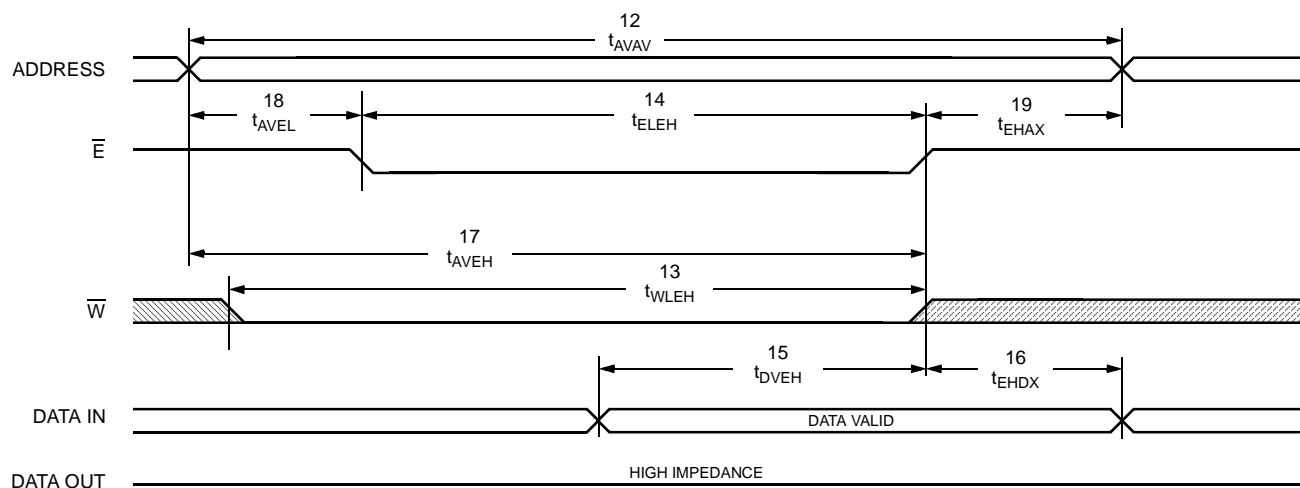 12
tAVAV
ADDRESS
18
tAVEL
14
tELEH
19
tEHAX
E
17
tAVEH
13
tWLEH
W
15
tDVEH
16
tEHDX
DATA IN
DATA VALID
DATA OUT
HIGH IMPEDANCE